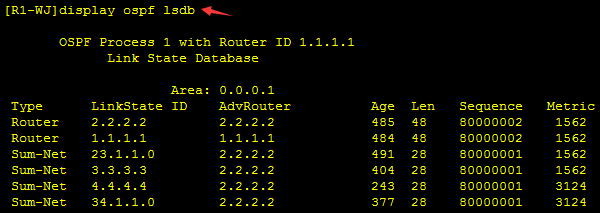 [R1-WJ]display ospf lsdb
OSPF Process 1 with Router ID 1.1.1.1
Link State Database
Area: 0.0.0.1
Type LinkState ID AdvRouter Age Len Sequence Metric
Router 2.2.2.2 2.2.2.2 485 48 80000002 1562
Router 1.1.1.1 1.1.1.1 484 48 80000002 1562
Sum-Net 23.1.1.0 2.2.2.2 491 28 80000001 1562
Sum-Net 3.3.3.3 2.2.2.2 404 28 80000001 1562
Sum-Net 4.4.4.4 2.2.2.2 243 28 80000001 3124
Sum-Net 34.1.1.0 2.2.2.2 377 28 80000001 3124